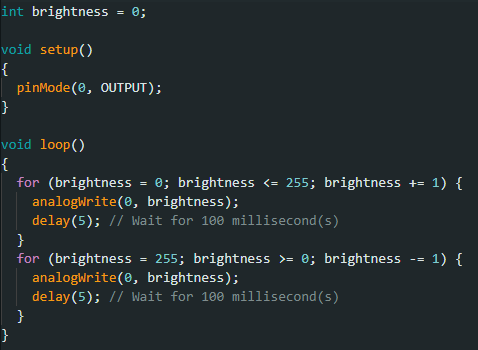 int brightness = 0;

void setup()
{
  pinMode(0, OUTPUT);
}

void loop()
{
  for (brightness = 0; brightness <= 255; brightness += 1) {
    analogWrite(0, brightness);
    delay(5); // Wait for 100 millisecond(s)
  }
  for (brightness = 255; brightness >= 0; brightness -= 1) {
    analogWrite(0, brightness);
    delay(5); // Wait for 100 millisecond(s)
  }
}